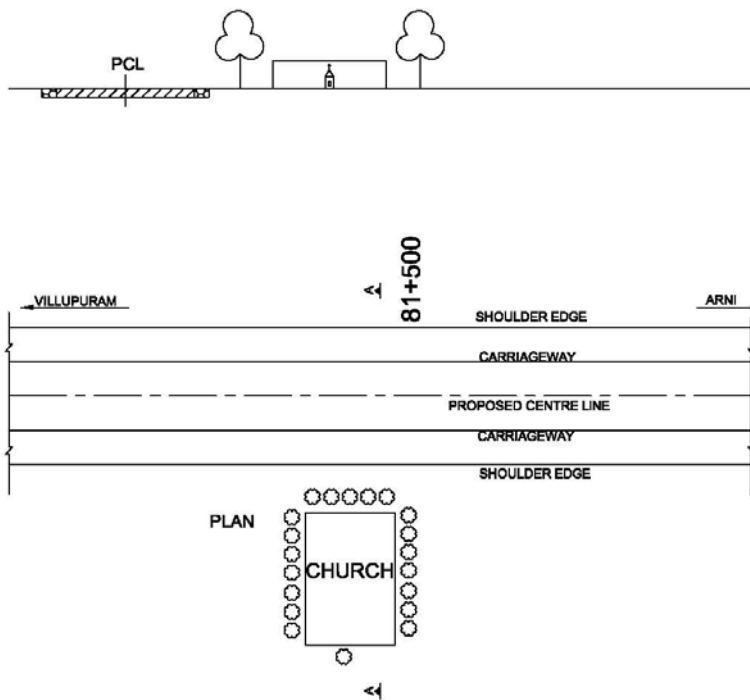 PCL
A
81+500
VILLUPURAM
ARNI
SHOULDER EDGE
CARRIAGEWAY
PROPOSED CENTRE LINE
CARRIAGEWAY
SHOULDER EDGE
PLAN
CHURCH
A